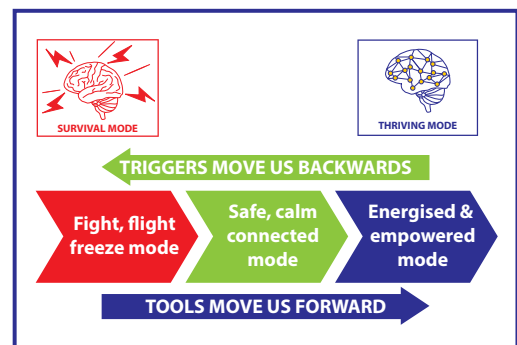 SURVIVAL MODE
THRIVING MODE
TRIGGERS MOVE US BACKWARDS
Fight, flight
freeze mode
Safe, calm
connected
mode
Energised &
empowered
mode
TOOLS MOVE US FORWARD